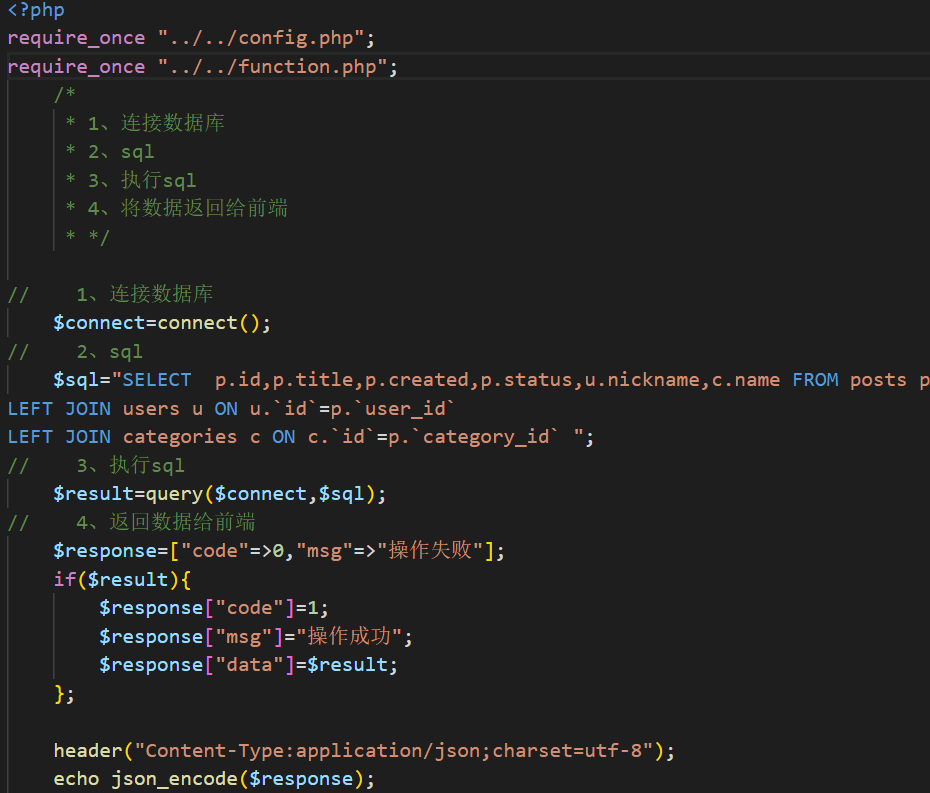 <?php
require_once "../../config.php";
require_once "../../function.php";
    /*
     * 1、连接数据库
     * 2、sql
     * 3、执行sql
     * 4、将数据返回给前端
     * */
//    1、连接数据库
    $connect=connect();
//    2、sql
    $sql="SELECT  p.id,p.title,p.created,p.status,u.nickname,c.name FROM posts p
LEFT JOIN users u ON u.`id`=p.`user_id`
LEFT JOIN categories c ON c.`id`=p.`category_id` ";
//    3、执行sql
    $result=query($connect,$sql);
//    4、返回数据给前端
    $response=["code"=>0,"msg"=>"操作失败"];
    if($result){
        $response["code"]=1;
        $response["msg"]="操作成功";
        $response["data"]=$result;
    };
    header("Content-Type:application/json;charset=utf-8");
    echo json_encode($response);